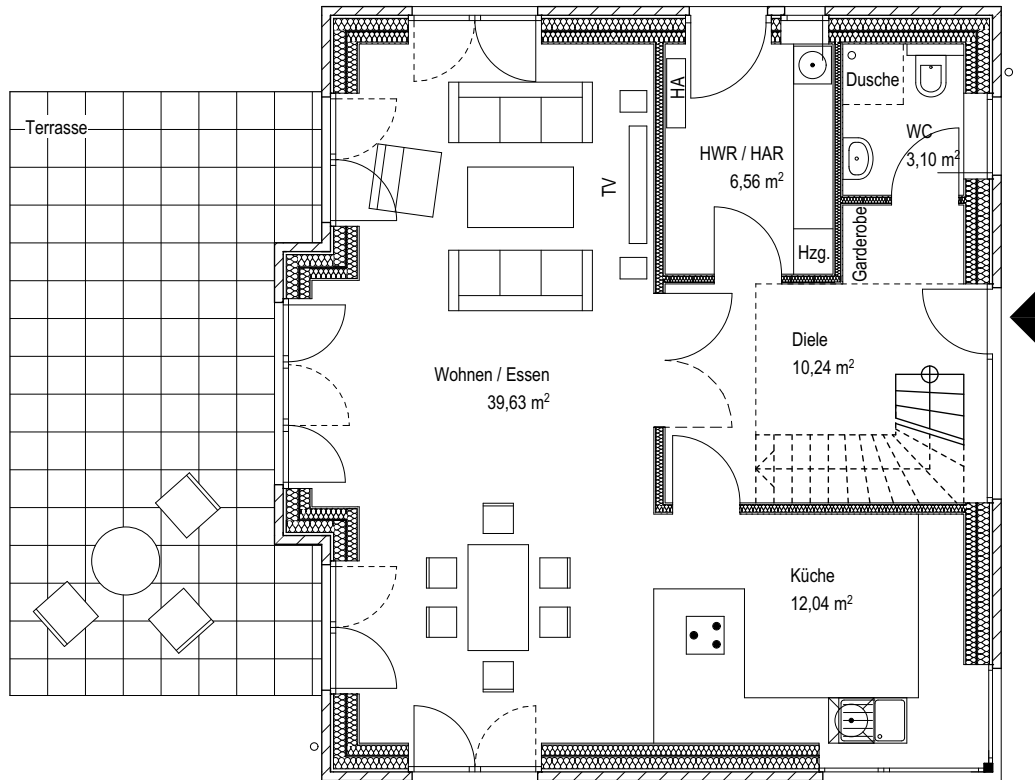 Terrasse
HA
Dusche
WC
3,10 m²
HWR / HAR
6,56 m²
TV
Hzg.
Garderobe
Diele
10,24 m²
Wohnen / Essen
39,63 m²
Küche
12,04 m²